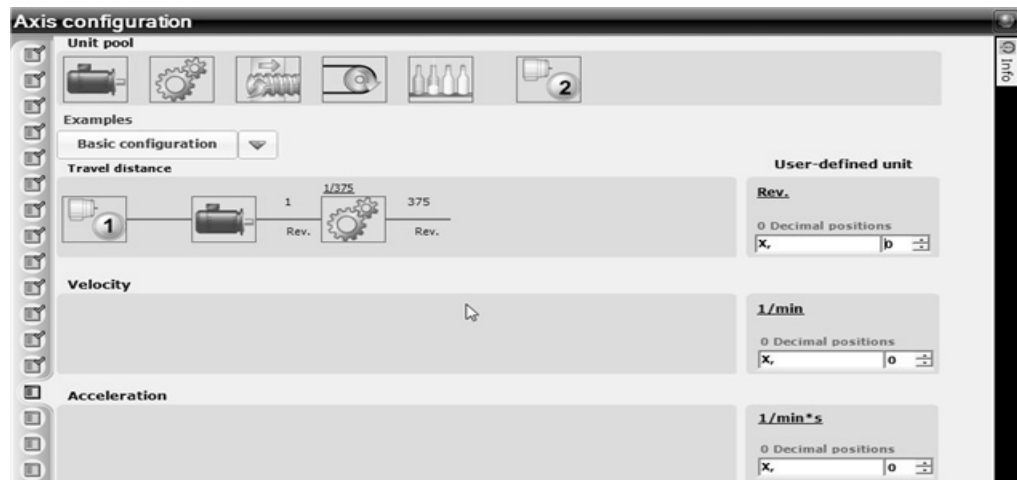 Axis configuration
Info
Unit pool
2
Examples
Basic configuration
Travel distance
User-defined unit
1
1
Rev.
1/375
375
Rev.
Rev.
0 Decimal positions
x, 0
Velocity
1/min
0 Decimal positions
x, 0
Acceleration
1/min*s
0 Decimal positions
x, 0